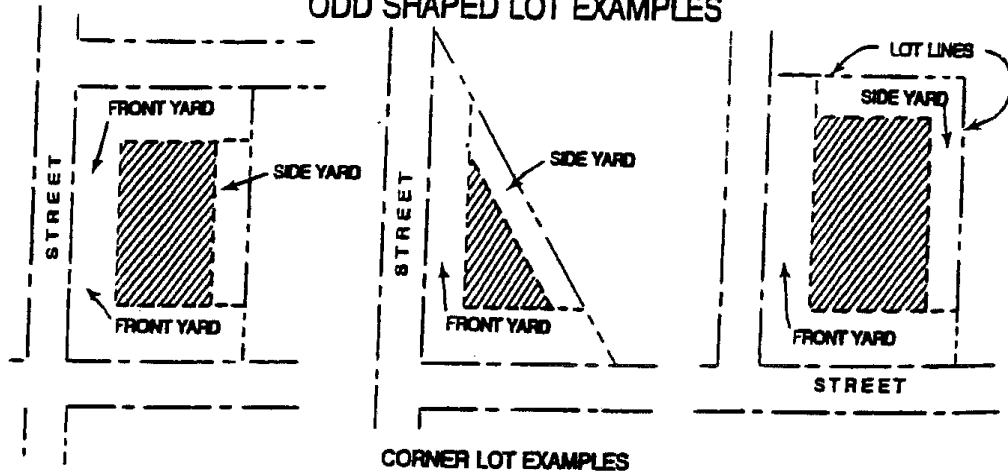 ODD SHAPED LOT EXAMPLES
FRONT YARD
SIDE YARD
STREET
FRONT YARD
SIDE YARD
STREET
FRONT YARD
LOT LINES
SIDE YARD
FRONT YARD
STREET
CORNER LOT EXAMPLES